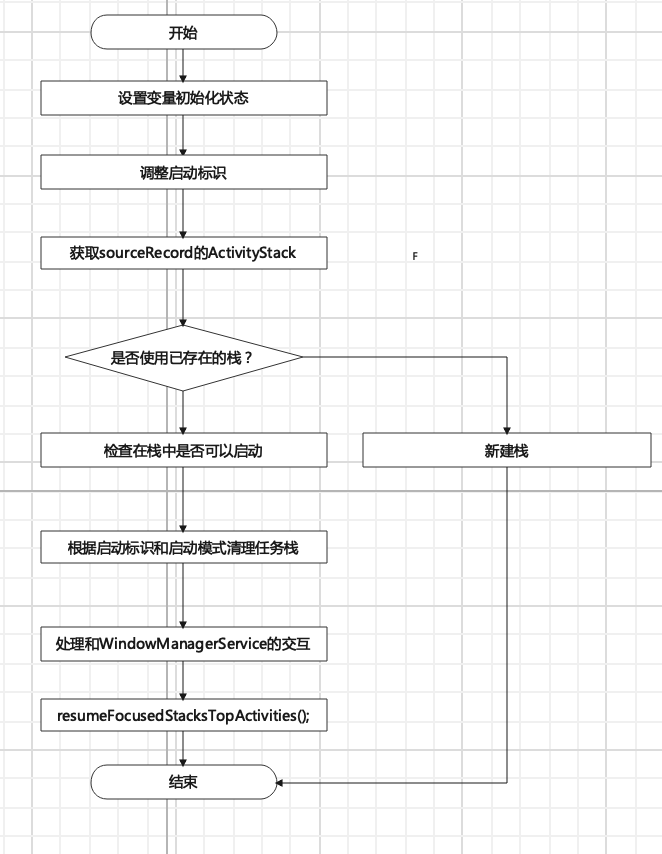 开始
设置变量初始化状态
调整启动标识
获取sourceRecord的ActivityStack
F
是否使用已存在的栈？
检查在栈中是否可以启动
新建栈
根据启动标识和启动模式清理任务栈
处理和WindowManagerService的交互
resumeFocusedStacksTopActivities();
结束